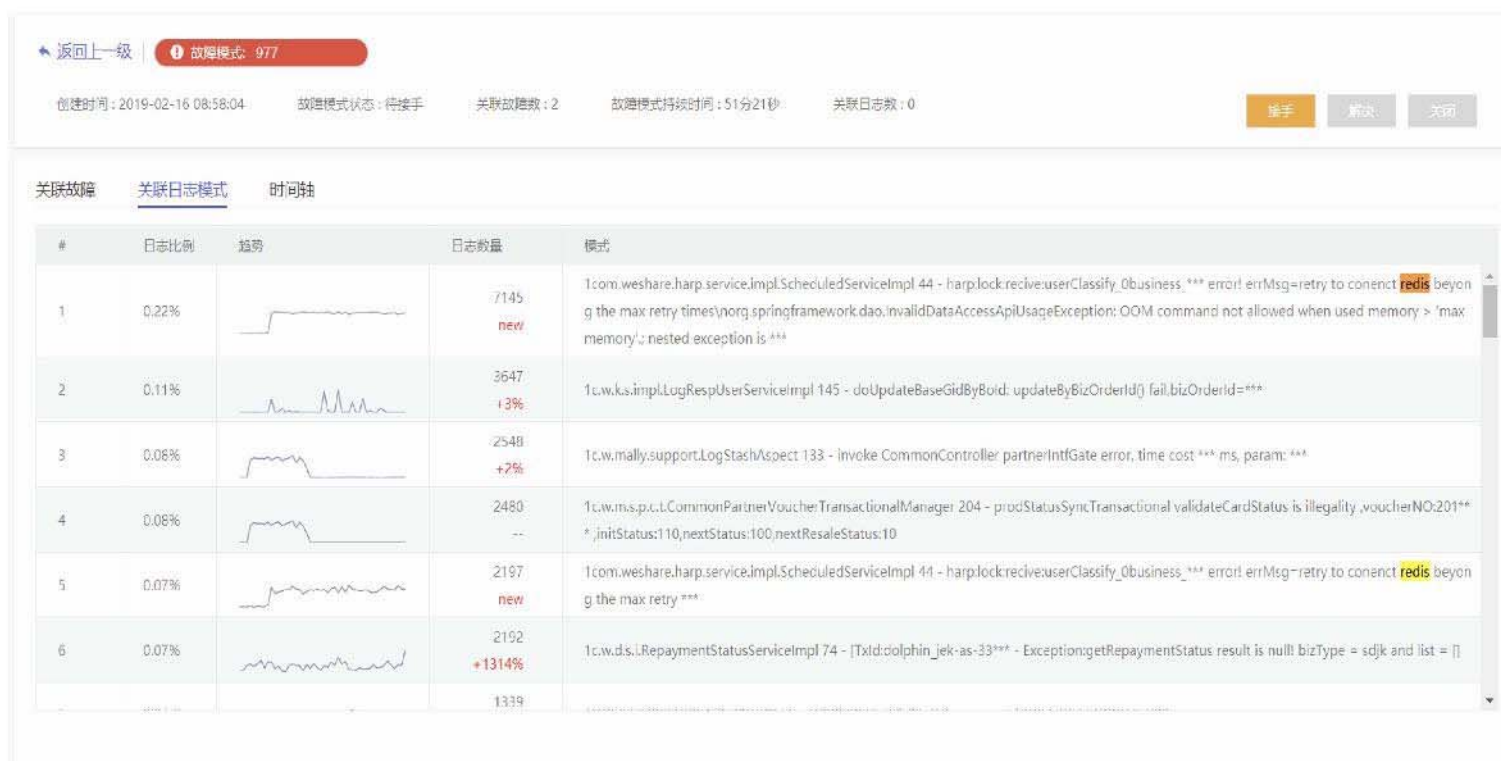 返回上一级
故障模式: 977
创建时间 : 2019-02-16 08:58:04 故障模式状态 : 待接手 关联故障数 : 2 故障模式持续时间 : 51分21秒 关联日志数 : 0
接手 解决 关闭
关联故障 关联日志模式 时间轴
# 日志比例 趋势 日志数量 模式
1 0.22% 7145 new
1com.weshare.harp.service.impl.ScheduledServiceImpl 44 - harp:lock:recive:userClassify_0business_*** error! errMsg=retry to conenct redis beyon
g the max retry times\norg.springframework.dao.InvalidDataAccessApiUsageException: OOM command not allowed when used memory > 'max
memory'.; nested exception is ***
2 0.11% 3647 +3%
1c.w.k.s.impl.LogRespUserServiceImpl 145 - doUpdateBaseGidByBoId: updateByBizOrderId() fail,bizOrderId=***
3 0.08% 2548 +2%
1c.w.mally.support.LogStashAspect 133 - invoke CommonController partnerIntfGate error, time cost *** ms, param: ***
4 0.08% 2480 --
1c.w.m.s.p.c.t.CommonPartnerVoucherTransactionalManager 204 - prodStatusSyncTransactional validateCardStatus is illegality ,voucherNO:201**
* ,initStatus:110,nextStatus:100,nextResaleStatus:10
5 0.07% 2197 new
1com.weshare.harp.service.impl.ScheduledServiceImpl 44 - harp:lock:recive:userClassify_0business_*** error! errMsg=retry to conenct redis beyon
g the max retry ***
6 0.07% 2192 +1314%
1c.w.d.s.i.RepaymentStatusServiceImpl 74 - [TxId:dolphin_jek-as-33*** - Exception:getRepaymentStatus result is null! bizType = sdjk and list = []
1339